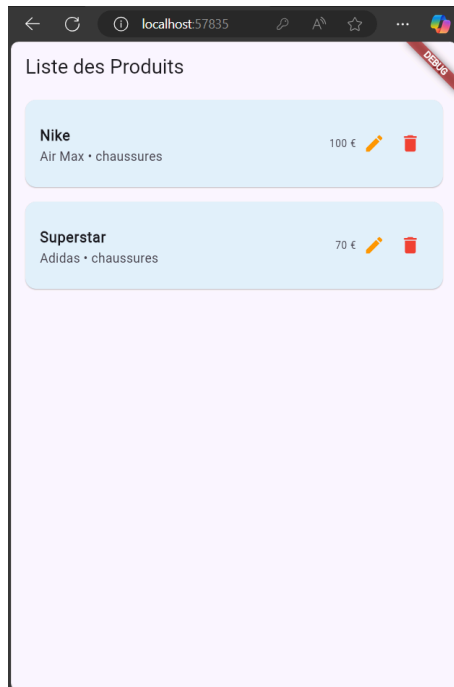 localhost:57835
DEBUG
Liste des Produits
Nike
Air Max • chaussures
100 €
Superstar
Adidas • chaussures
70 €